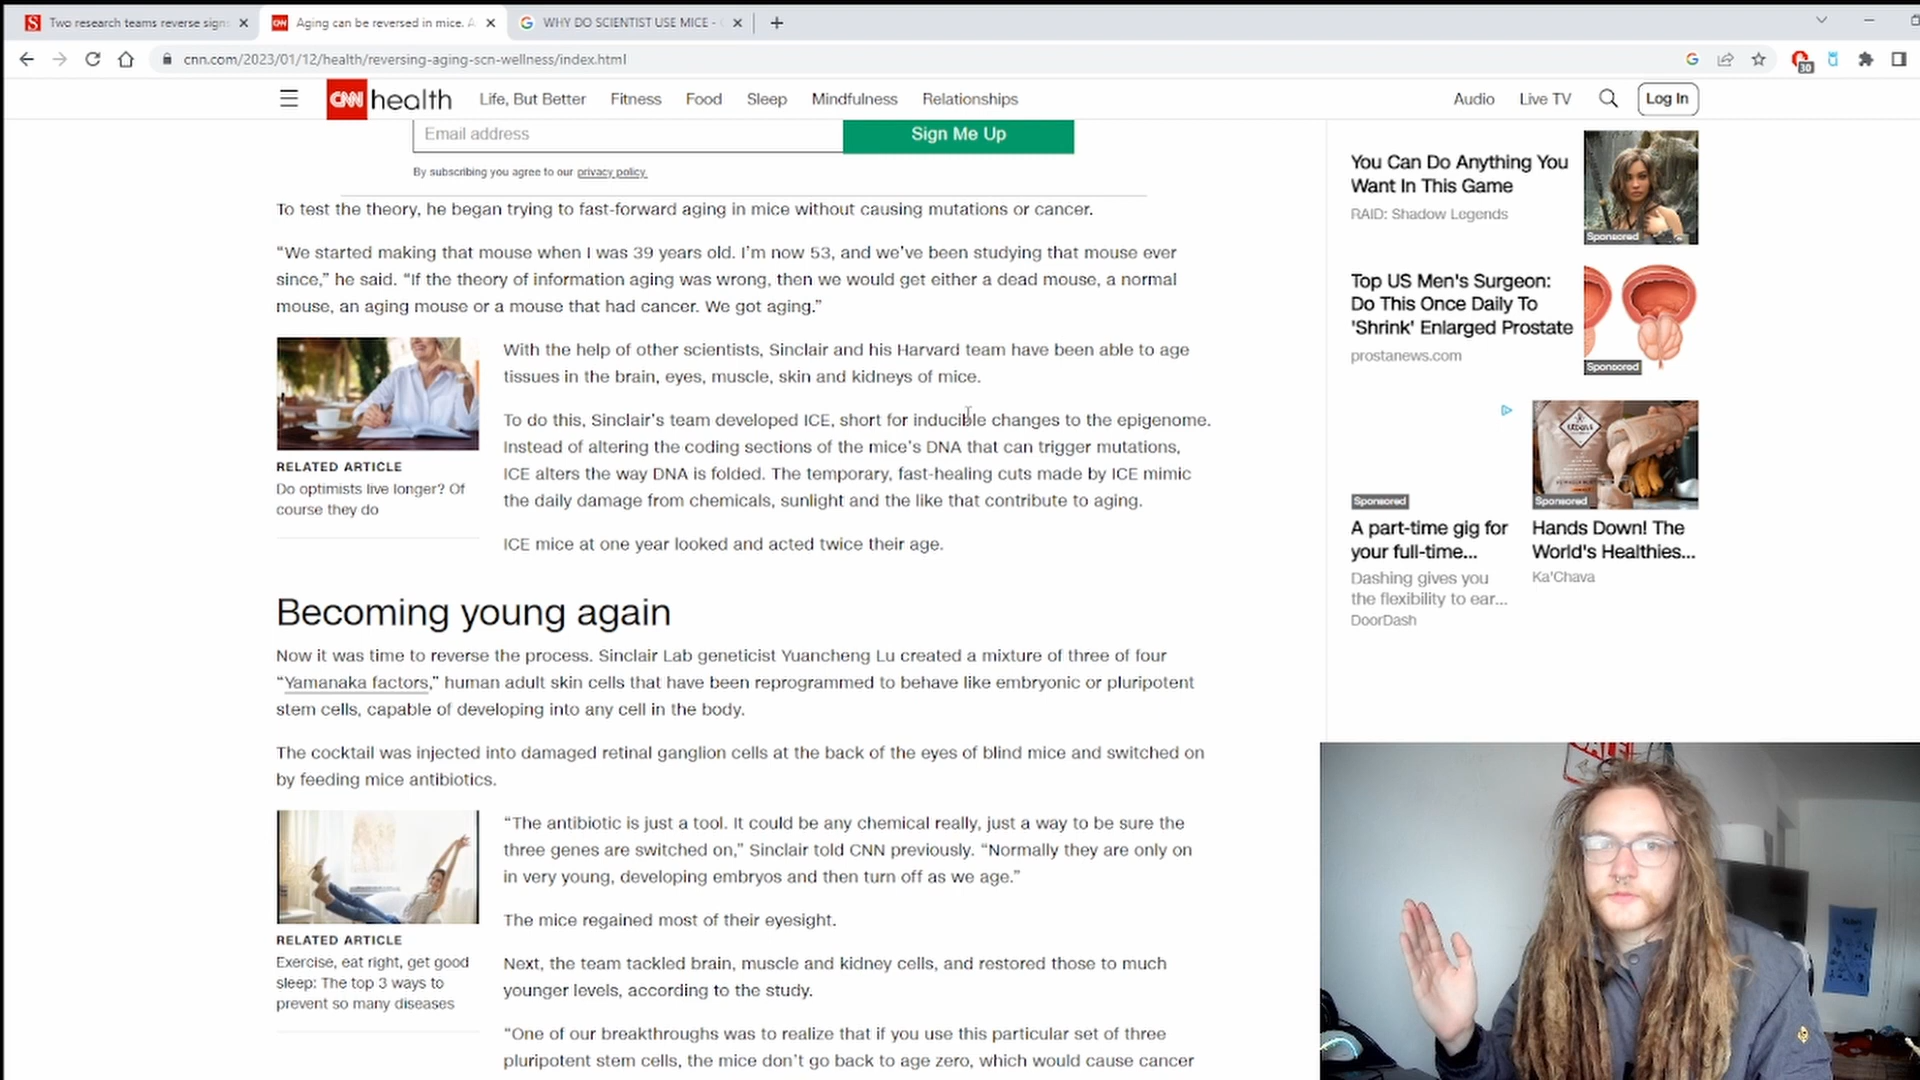 Two research teams reverse signs
CNN Aging can be reversed in mice. A
WHY DO SCIENTIST USE MICE -
cnn.com/2023/01/12/health/reversing-aging-scn-wellness/index.html
30
CNN health Life, But Better Fitness Food Sleep Mindfulness Relationships Audio Live TV Log In
Email address Sign Me Up
By subscribing you agree to our privacy policy.
To test the theory, he began trying to fast-forward aging in mice without causing mutations or cancer.
“We started making that mouse when I was 39 years old. I’m now 53, and we’ve been studying that mouse ever
since,” he said. “If the theory of information aging was wrong, then we would get either a dead mouse, a normal
mouse, an aging mouse or a mouse that had cancer. We got aging.”
With the help of other scientists, Sinclair and his Harvard team have been able to age
tissues in the brain, eyes, muscle, skin and kidneys of mice.
To do this, Sinclair’s team developed ICE, short for inducible changes to the epigenome.
Instead of altering the coding sections of the mice’s DNA that can trigger mutations,
ICE alters the way DNA is folded. The temporary, fast-healing cuts made by ICE mimic
the daily damage from chemicals, sunlight and the like that contribute to aging.
ICE mice at one year looked and acted twice their age.
RELATED ARTICLE
Do optimists live longer? Of
course they do
Becoming young again
Now it was time to reverse the process. Sinclair Lab geneticist Yuancheng Lu created a mixture of three of four
“Yamanaka factors,” human adult skin cells that have been reprogrammed to behave like embryonic or pluripotent
stem cells, capable of developing into any cell in the body.
The cocktail was injected into damaged retinal ganglion cells at the back of the eyes of blind mice and switched on
by feeding mice antibiotics.
“The antibiotic is just a tool. It could be any chemical really, just a way to be sure the
three genes are switched on,” Sinclair told CNN previously. “Normally they are only on
in very young, developing embryos and then turn off as we age.”
The mice regained most of their eyesight.
Next, the team tackled brain, muscle and kidney cells, and restored those to much
younger levels, according to the study.
“One of our breakthroughs was to realize that if you use this particular set of three
pluripotent stem cells, the mice don’t go back to age zero, which would cause cancer
RELATED ARTICLE
Exercise, eat right, get good
sleep: The top 3 ways to
prevent so many diseases
You Can Do Anything You
Want In This Game
RAID: Shadow Legends
Sponsored
Top US Men's Surgeon:
Do This Once Daily To
'Shrink' Enlarged Prostate
prostanews.com
Sponsored
Sponsored
A part-time gig for
your full-time...
Dashing gives you
the flexibility to ear...
DoorDash
Sponsored
Hands Down! The
World's Healthies...
Ka'Chava